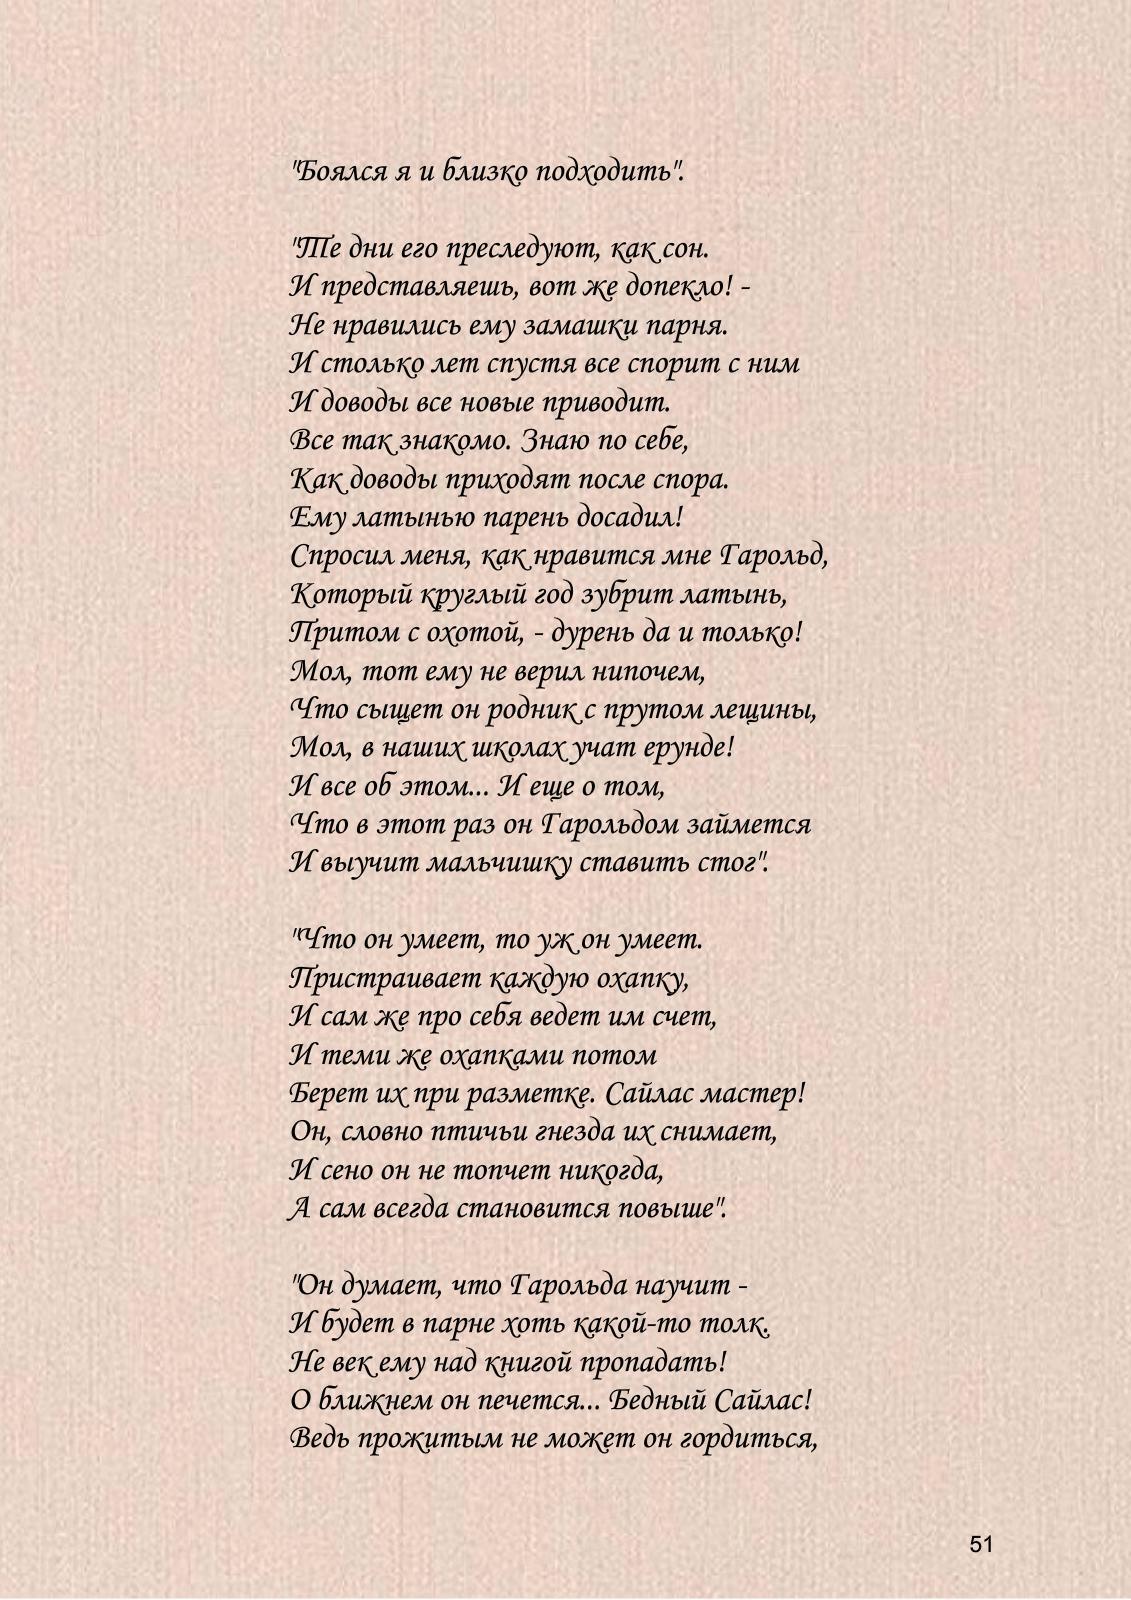 "Боялся я и близко подходить".
"Те дни его преследуют, как сон.
И представляешь, вот же допекло! -
Не нравились ему замашки парня.
И столько лет спустя все спорит с ним
И доводы все новые приводит.
Все так знакомо. Знаю по себе,
Как доводы приходят после спора.
Ему латынью парень досадил!
Спросил меня, как нравится мне Гарольд,
Который круглый год зубрит латынь,
Притом с охотой, - дурень да и только!
Мол, тот ему не верил нипочем,
Что сыщет он родник с прутом лещины,
Мол, в наших школах учат ерунде!
И все об этом... И еще о том,
Что в этот раз он Гарольдом займется
И выучит мальчишку ставить стог".
"Что он умеет, то уж он умеет.
Пристраивает каждую охапку,
И сам же про себя ведет им счет,
И теми же охапками потом
Берет их при разметке. Сайлас мастер!
Он, словно птичьи гнезда их снимает,
И сено он не топчет никогда,
А сам всегда становится повыше".
"Он думает, что Гарольда научит -
И будет в парне хоть какой-то толк.
Не век ему над книгой пропадать!
О ближнем он печется... Бедный Сайлас!
Ведь прожитым не может он гордиться,
51